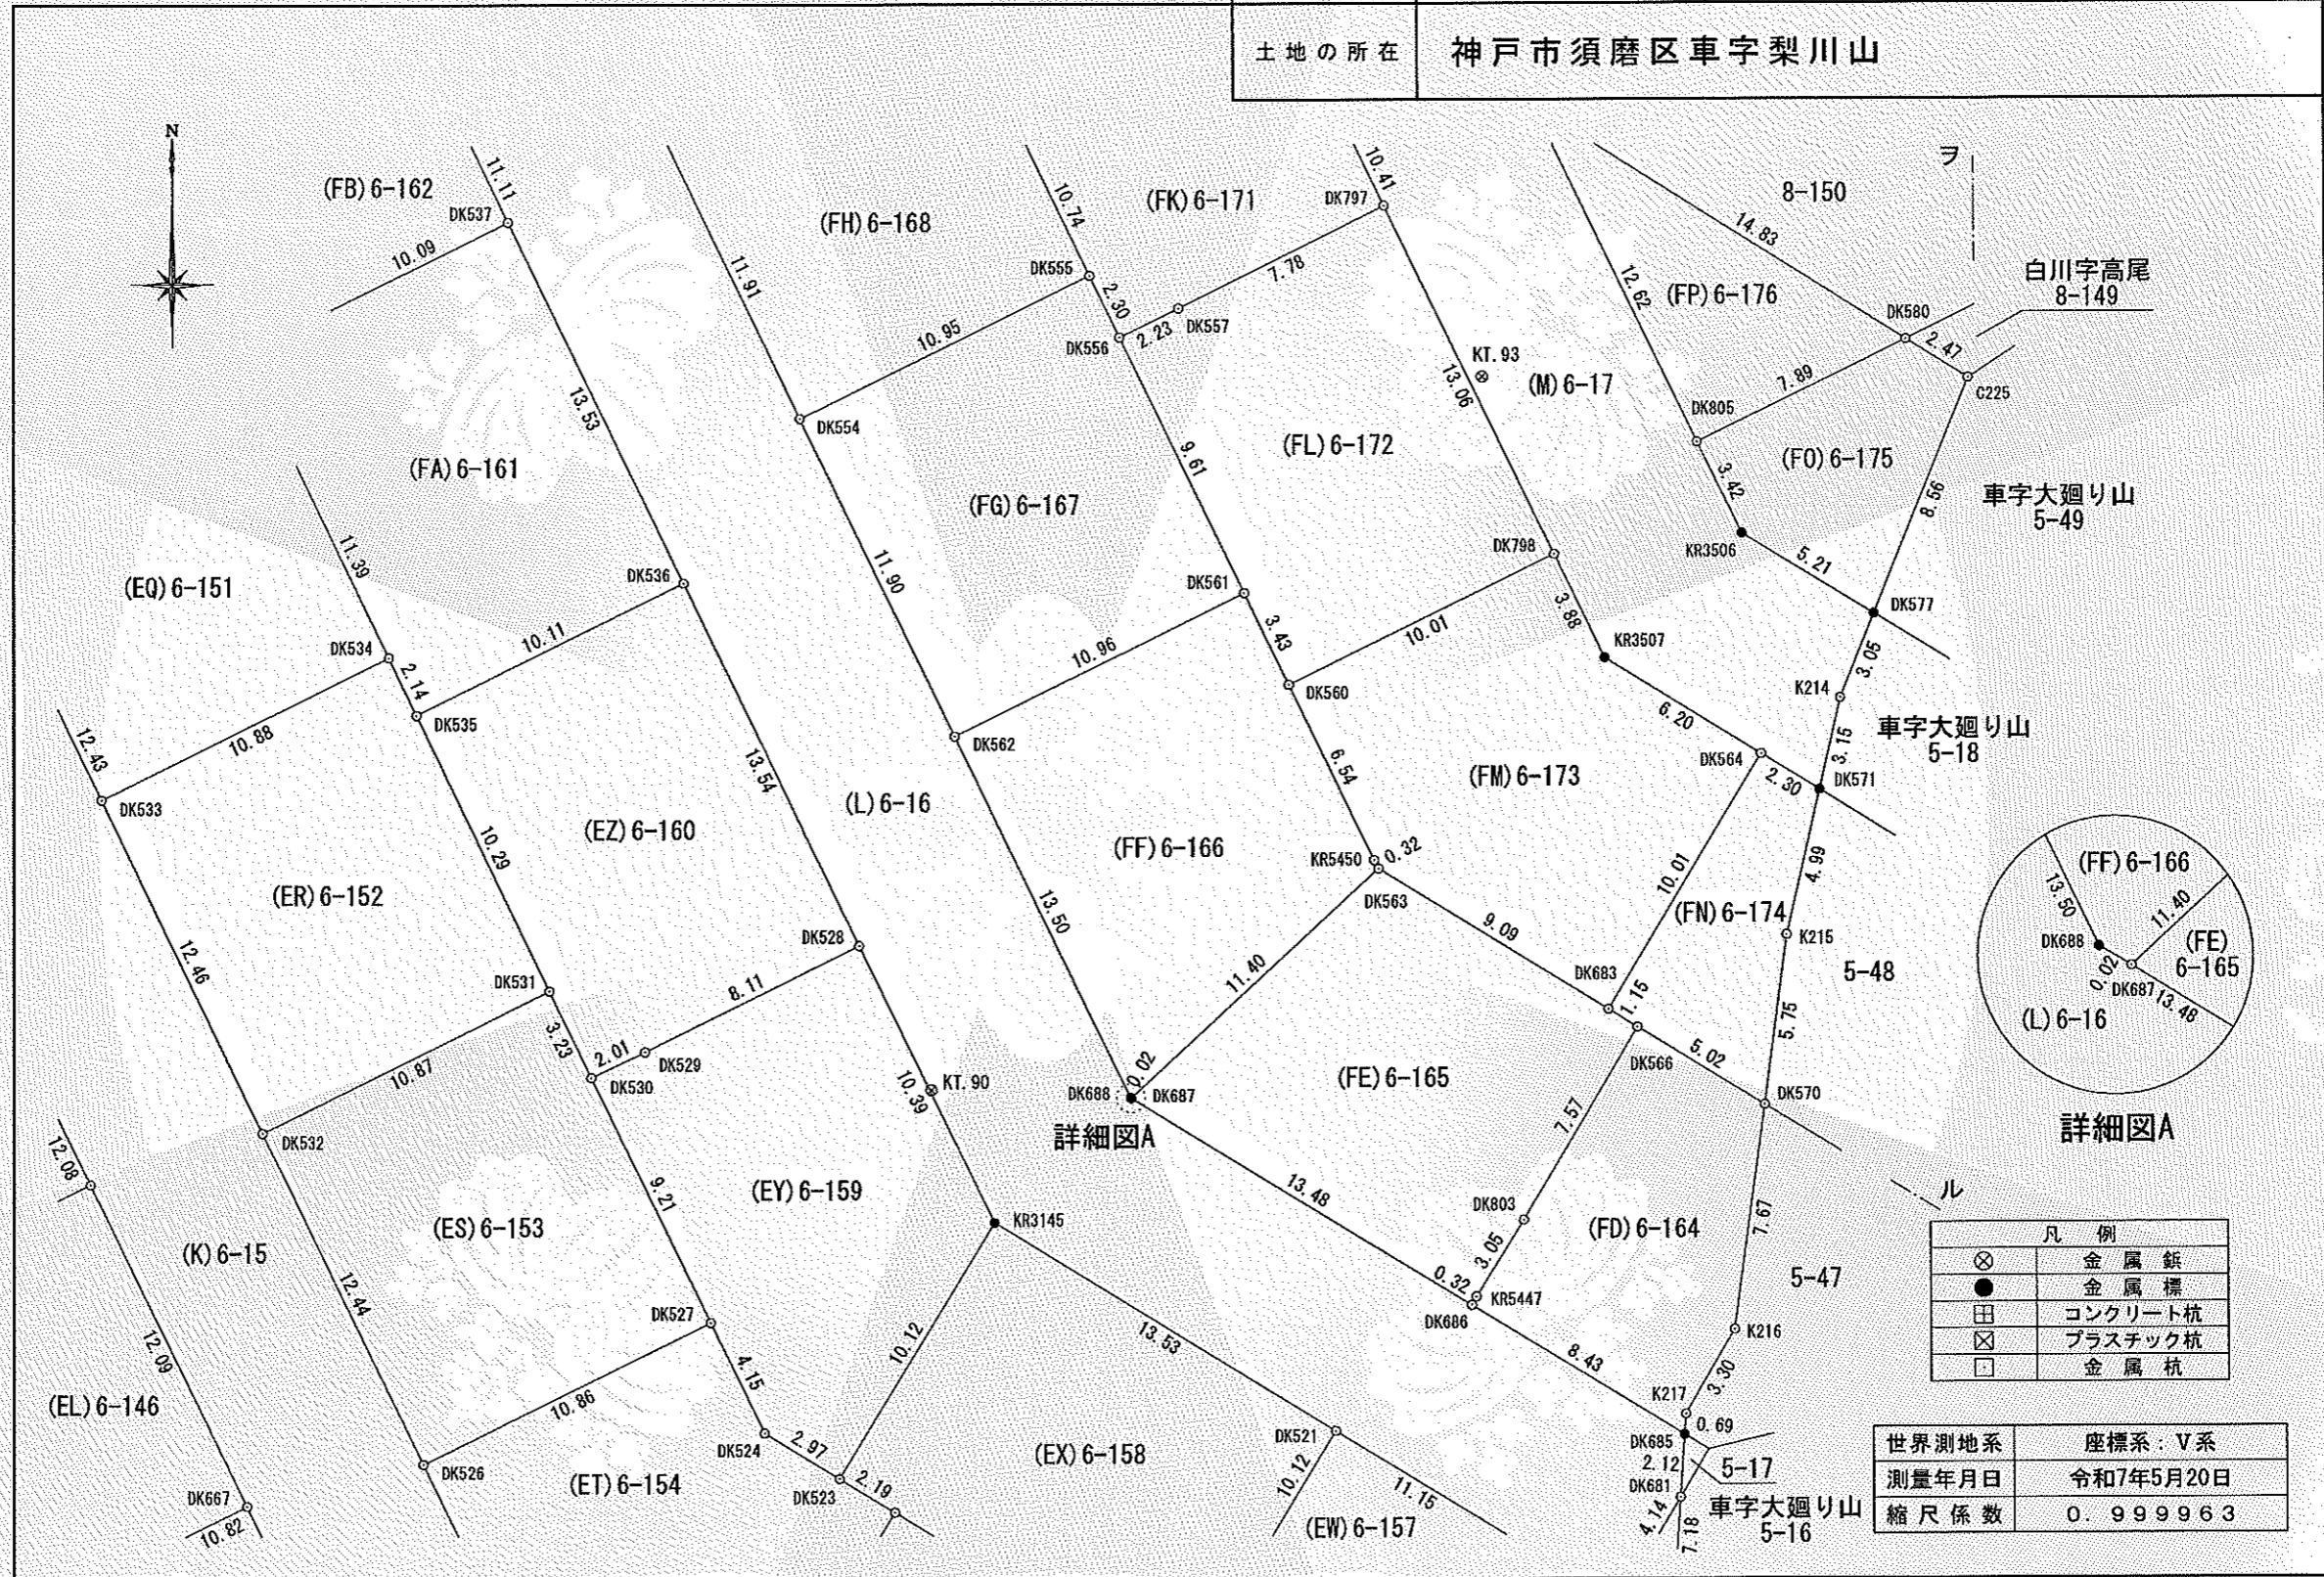 土地の所在 神戸市須磨区車字梨川山
N
(FB)6-162
11.11
DK537
10.09
(FH)6-168
11.91
10.74
(FK)6-171
10.41
DK797
ヲ
8-150
14.83
白川字高尾
8-149
DK555
2.30
7.78
12.62
(FP)6-176
DK580
2.47
DK556
2.23
DK557
10.95
KT.93
13.06
(M)6-17
7.89
C225
13.53
DK554
DK805
(FA)6-161
9.61
(FL)6-172
3.42
(FO)6-175
8.56
車字大廻り山
5-49
(FG)6-167
11.39
11.90
DK798
KR3506
5.21
(EQ)6-151
DK536
DK561
3.88
DK577
10.11
3.43
10.01
KR3507
3.05
DK534
2.14
10.96
DK560
K214
DK535
6.20
車字大廻り山
5-18
12.43
10.88
DK562
3.15
13.54
6.54
(FM)6-173
DK564
2.30
DK571
DK533
(L)6-16
10.29
(EZ)6-160
(FF)6-166
KR5450
0.32
4.99
(FF)6-166
13.50
11.40
(ER)6-152
DK563
10.01
(FN)6-174
13.50
9.09
K215
DK688
(FE)
6-165
12.46
DK528
5-48
0.02
DK687
13.48
11.40
DK531
DK683
1.15
(L)6-16
8.11
5.75
3.23
2.01
DK529
DK566
5.02
10.87
DK530
10.39
KT.90
0.02
DK688
DK687
(FE)6-165
DK570
詳細図A
詳細図A
7.57
DK532
12.08
9.21
(EY)6-159
13.48
ル
KR3145
DK803
(FD)6-164
7.67
(K)6-15
(ES)6-153
3.05
凡例
金属鋲
金属標
コンクリート杭
プラスチック杭
金属杭
0.32
KR5447
5-47
12.44
DK686
DK527
10.12
13.53
K216
12.09
8.43
3.30
4.15
K217
(EL)6-146
10.86
0.69
DK524
2.97
DK521
DK685
世界測地系 座標系：Ⅴ系
測量年月日 令和7年5月20日
縮尺係数 0.999963
2.12
5-17
DK526
(ET)6-154
(EX)6-158
DK523
2.19
10.12
11.15
DK681
DK667
10.82
(EW)6-157
4.14
7.18
車字大廻り山
5-16